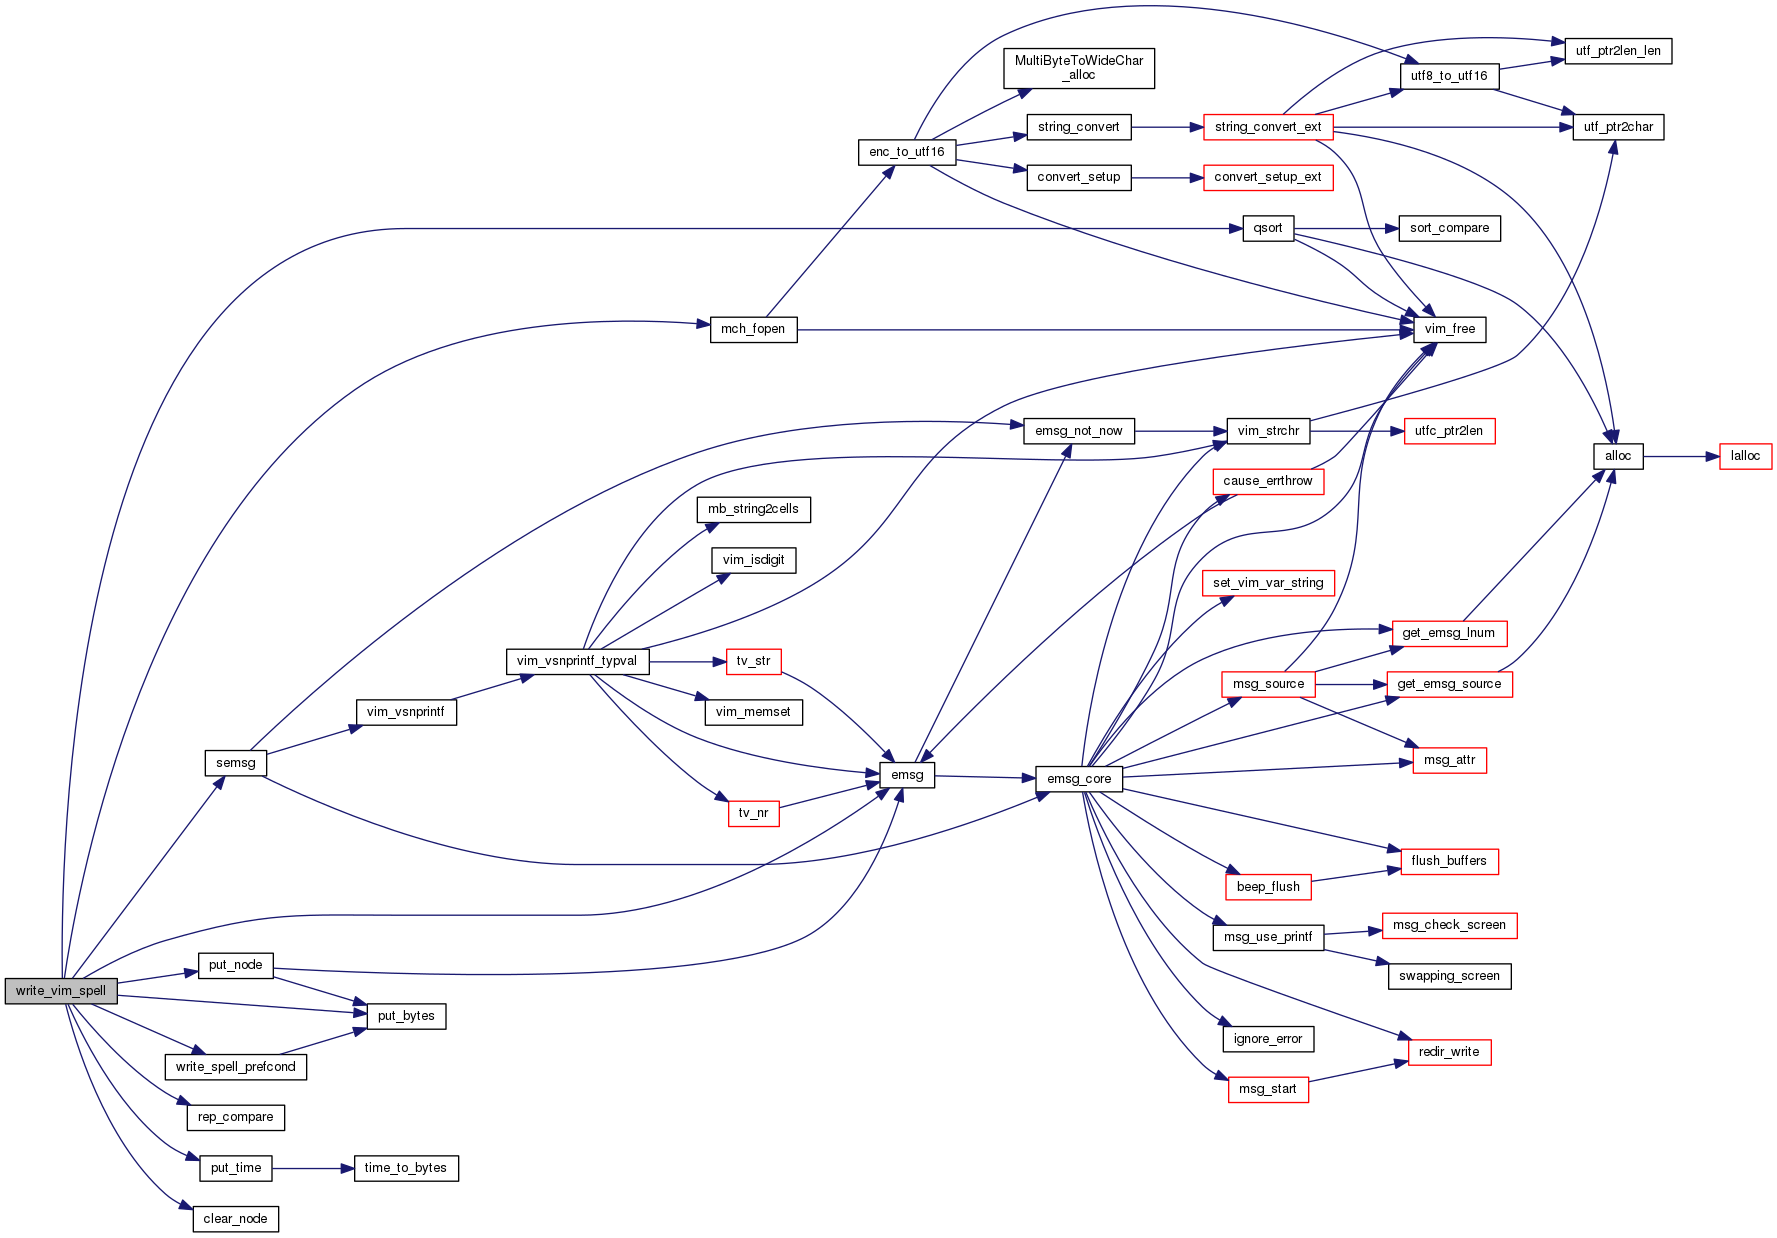 utf_ptr2len_len
MultiByteToWideChar
_alloc
utf8_to_utf16
string_convert
string_convert_ext
utf_ptr2char
enc_to_utf16
convert_setup
convert_setup_ext
qsort
sort_compare
mch_fopen
vim_free
emsg_not_now
vim_strchr
utfc_ptr2len
alloc
lalloc
cause_errthrow
mb_string2cells
vim_isdigit
set_vim_var_string
get_emsg_lnum
vim_vsnprintf_typval
tv_str
msg_source
get_emsg_source
vim_vsnprintf
vim_memset
semsg
msg_attr
emsg
emsg_core
tv_nr
flush_buffers
beep_flush
msg_check_screen
msg_use_printf
put_node
swapping_screen
write_vim_spell
put_bytes
ignore_error
redir_write
write_spell_prefcond
msg_start
rep_compare
put_time
time_to_bytes
clear_node